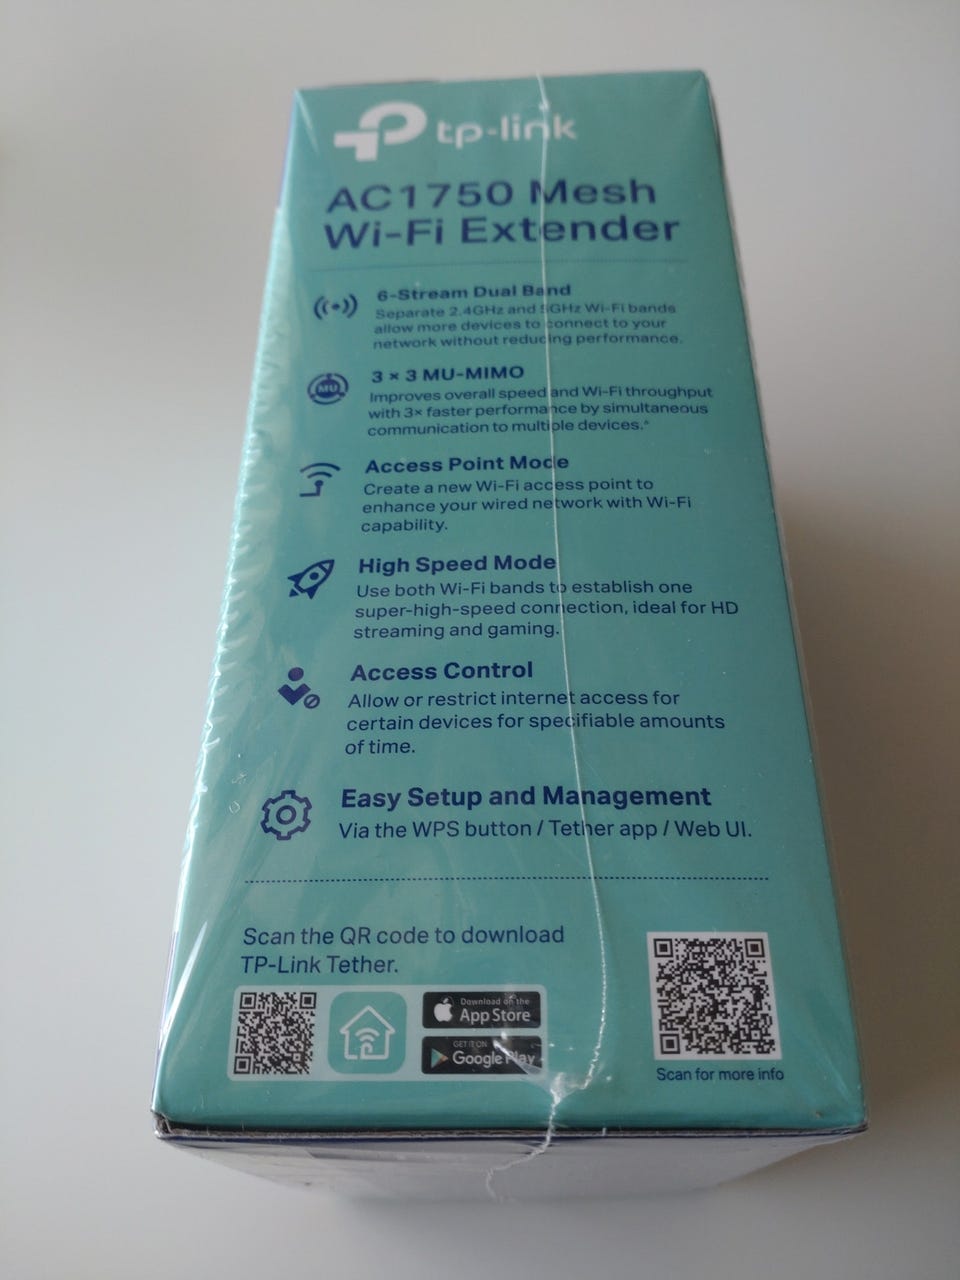 tp-link
AC1750 Mesh
Wi-Fi Extender
6-Stream Dual Band
Separate 2.4GHz and 5GHz Wi-Fi bands
allow more devices to connect to your
network without reducing performance.
MU
3 × 3 MU-MIMO
Improves overall speed and Wi-Fi throughput
with 3× faster performance by simultaneous
communication to multiple devices.^
Access Point Mode
Create a new Wi-Fi access point to
enhance your wired network with Wi-Fi
capability.
High Speed Mode
Use both Wi-Fi bands to establish one
super-high-speed connection, ideal for HD
streaming and gaming.
Access Control
Allow or restrict internet access for
certain devices for specifiable amounts
of time.
Easy Setup and Management
Via the WPS button / Tether app / Web UI.
Scan the QR code to download
TP-Link Tether.
Download on the
App Store
GET IT ON
Google Play
Scan for more info